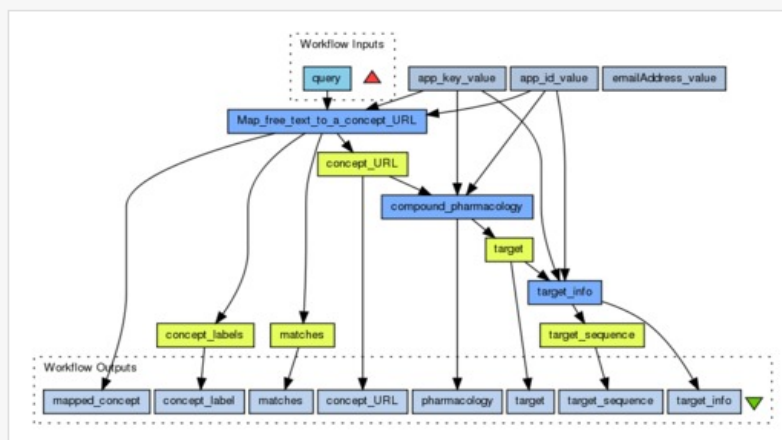 Workflow Inputs
query
app_key_value
app_id_value
emailAddress_value
Map_free_text_to_a_concept_URL
concept_URL
compound_pharmacology
target
target_info
concept_labels
matches
target_sequence
Workflow Outputs
mapped_concept
concept_label
matches
concept_URL
pharmacology
target
target_sequence
target_info